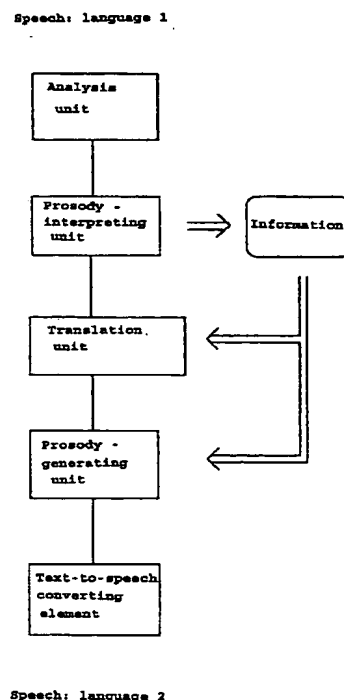 Speech: language 1
Analysis
unit
Prosody -
interpreting
unit
Information
Translation
unit
Prosody -
generating
unit
Text-to-speech
converting
element
Speech: language 2